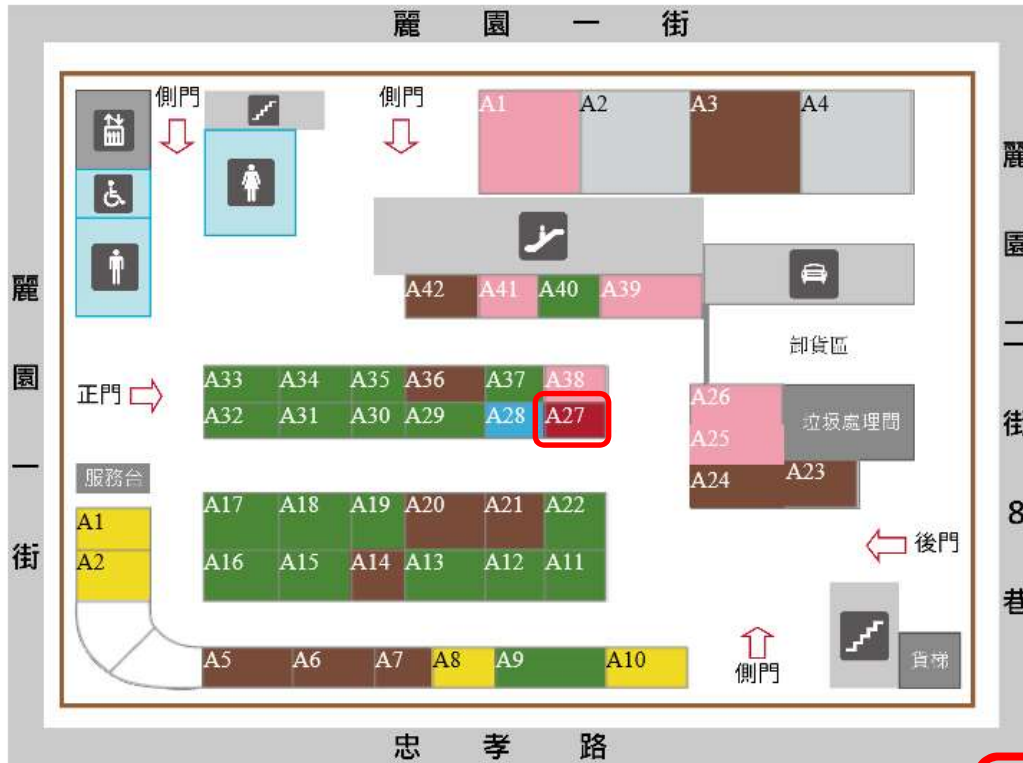 麗園一街
側門
側門
A1 A2 A3 A4
麗園一街
麗園二街8巷
A42 A41 A40 A39
卸貨區
正門
A33 A34 A35 A36 A37 A38
A32 A31 A30 A29 A28 A27
A26
A25
垃圾處理間
A24 A23
服務台
A1
A2
A17 A18 A19 A20 A21 A22
A16 A15 A14 A13 A12 A11
後門
A5 A6 A7 A8 A9 A10
側門
貨梯
忠孝路